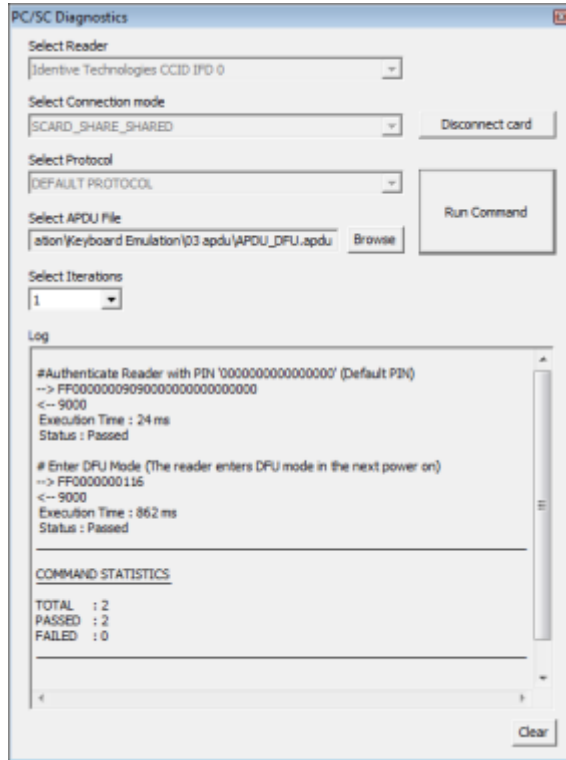 PC/SC Diagnostics
Select Reader
Identive Technologies CCID IFD 0
Select Connection mode
SCARD_SHARE_SHARED
Disconnect card
Select Protocol
DEFAULT PROTOCOL
Run Command
Select APDU File
ation\Keyboard Emulation\03 apdu\APDU_DFU.apdu
Browse
Select Iterations
1
Log
#Authenticate Reader with PIN '0000000000000000' (Default PIN)
--> FF00000009090000000000000000
<-- 9000
Execution Time : 24 ms
Status : Passed
# Enter DFU Mode (The reader enters DFU mode in the next power on)
--> FF0000000116
<-- 9000
Execution Time : 862 ms
Status : Passed
COMMAND STATISTICS
TOTAL : 2
PASSED : 2
FAILED : 0
Clear